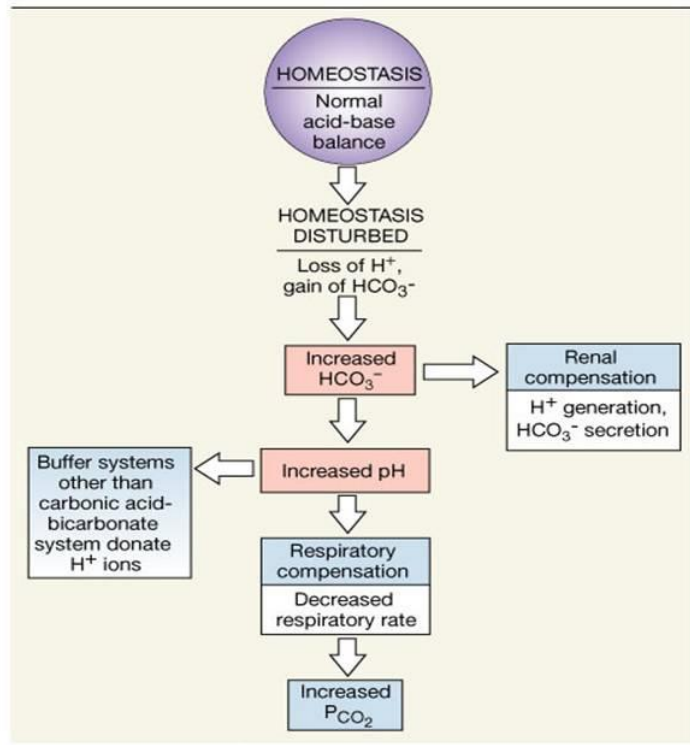 HOMEOSTASIS
Normal
acid-base
balance
HOMEOSTASIS
DISTURBED
Loss of H⁺,
gain of HCO₃-
Increased
HCO₃⁻
Renal
compensation
H⁺ generation,
HCO₃⁻ secretion
Increased pH
Buffer systems
other than
carbonic acid-
bicarbonate
system donate
H⁺ ions
Respiratory
compensation
Decreased
respiratory rate
Increased
PCO₂